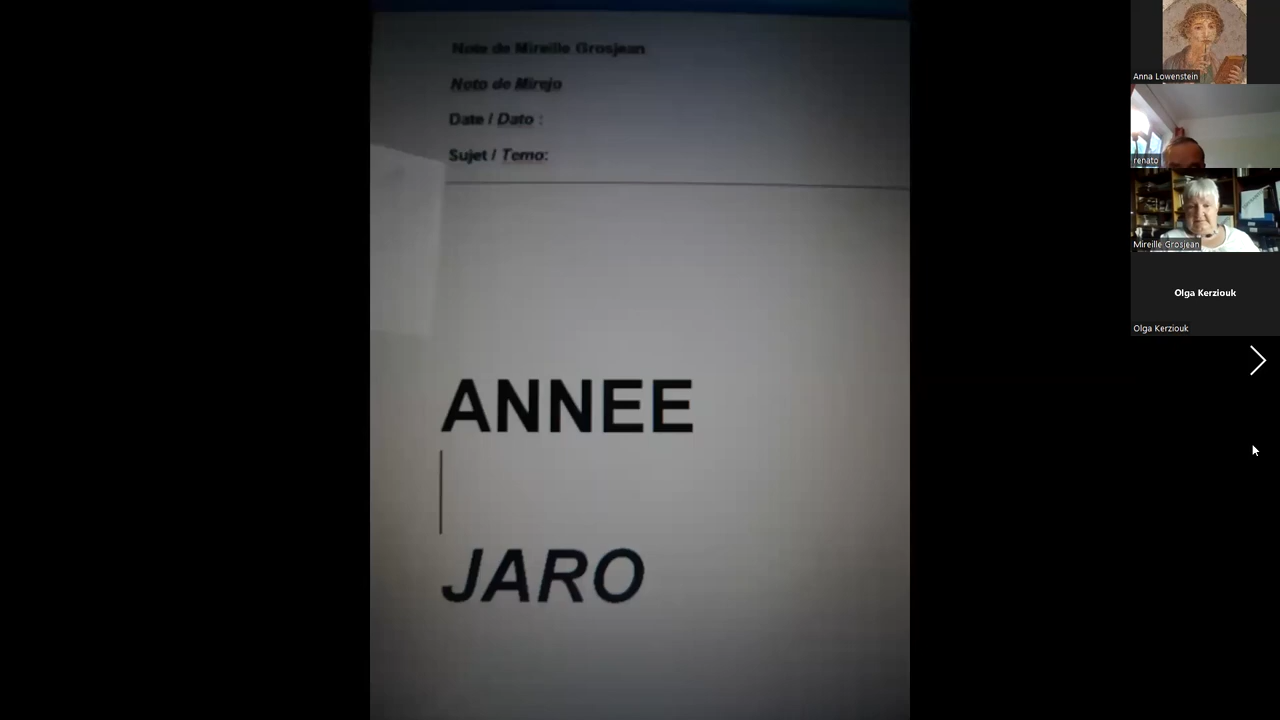 Note de Mireille Grosjean
Noto de Mirejo
Date / Dato :
Sujet / Temo:
ANNEE
JARO
Anna Lowenstein
renato
Mireille Grosjean
Olga Kerziouk
Olga Kerziouk